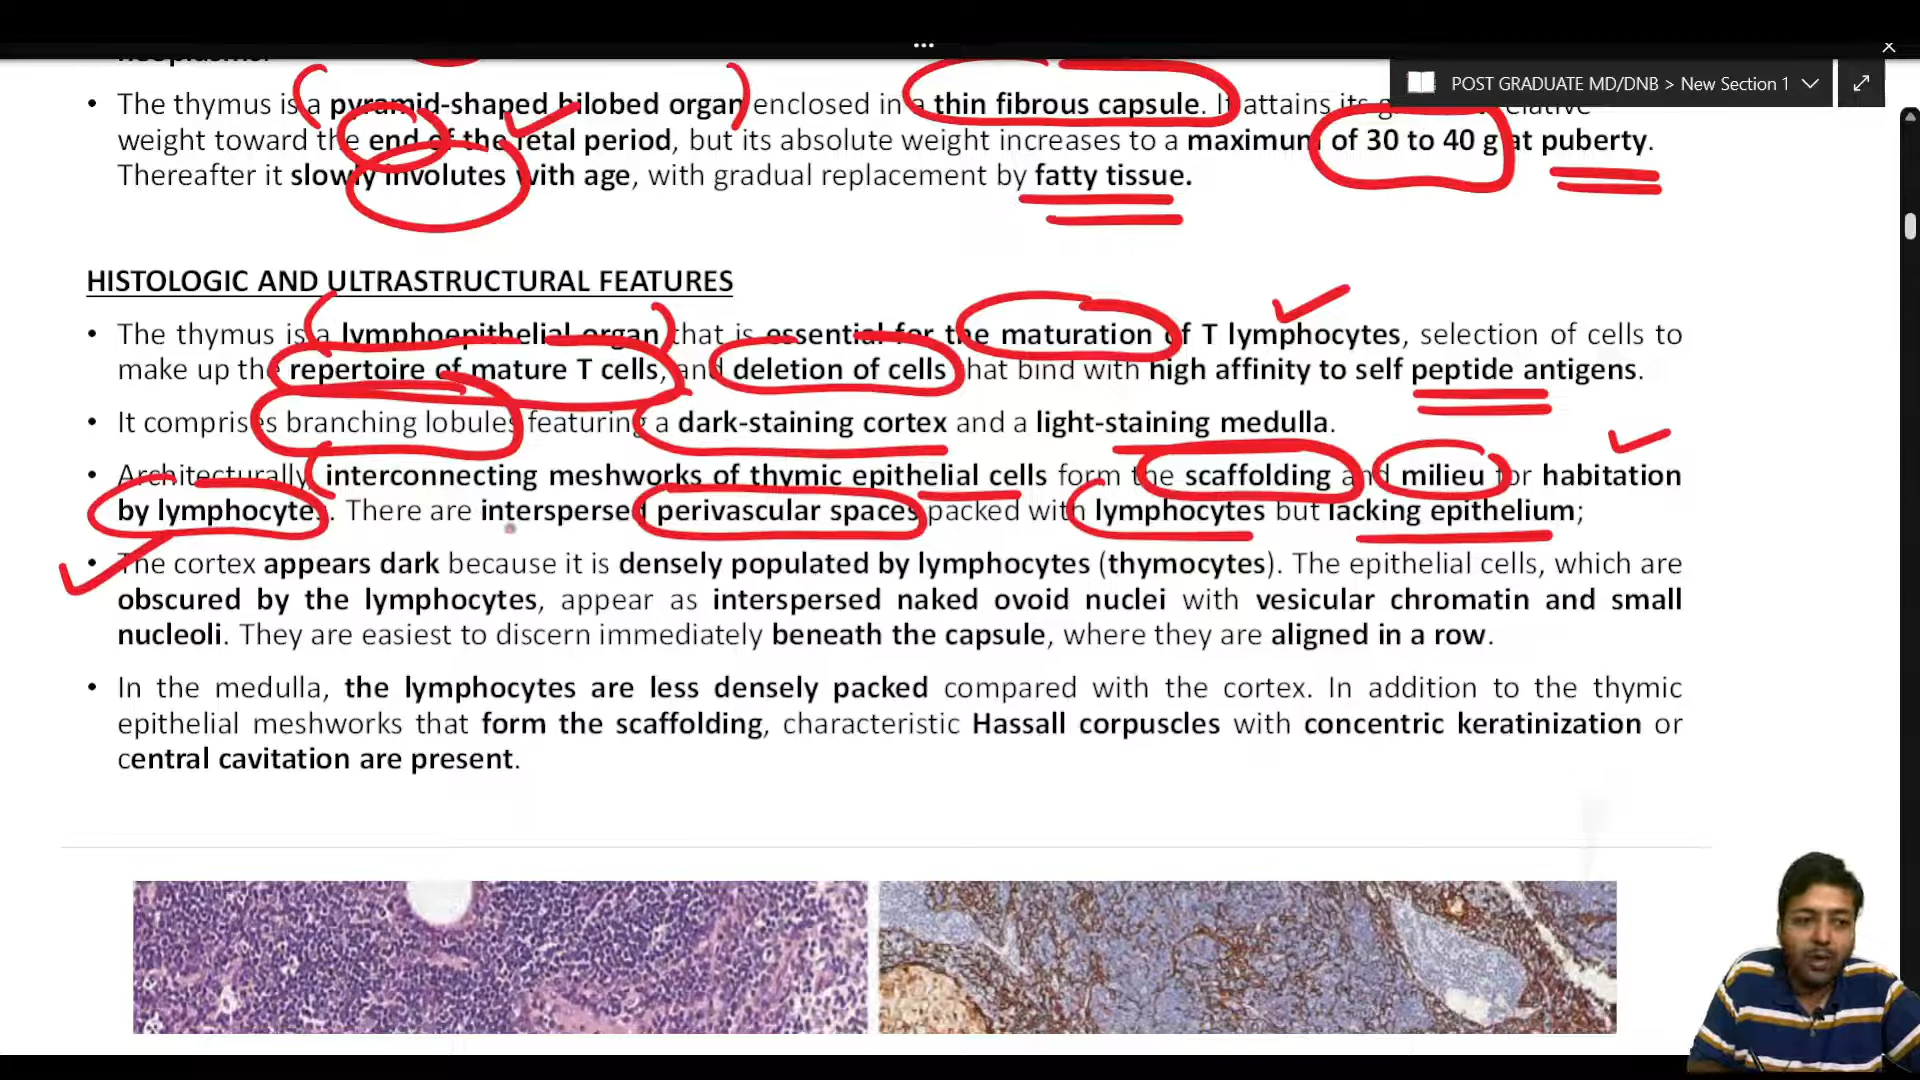 POST GRADUATE MD/DNB > New Section 1
• The thymus is a pyramid-shaped bilobed organ enclosed in a thin fibrous capsule. It attains its relative
weight toward the end of the fetal period, but its absolute weight increases to a maximum of 30 to 40 g at puberty.
Thereafter it slowly involutes with age, with gradual replacement by fatty tissue.
HISTOLOGIC AND ULTRASTRUCTURAL FEATURES
• The thymus is a lymphoepithelial organ that is essential for the maturation of T lymphocytes, selection of cells to
make up the repertoire of mature T cells, and deletion of cells that bind with high affinity to self peptide antigens.
• It comprises branching lobules featuring a dark-staining cortex and a light-staining medulla.
• Architecturally, interconnecting meshworks of thymic epithelial cells form the scaffolding and milieu for habitation
by lymphocytes. There are interspersed perivascular spaces packed with lymphocytes but lacking epithelium;
• The cortex appears dark because it is densely populated by lymphocytes (thymocytes). The epithelial cells, which are
obscured by the lymphocytes, appear as interspersed naked ovoid nuclei with vesicular chromatin and small
nucleoli. They are easiest to discern immediately beneath the capsule, where they are aligned in a row.
• In the medulla, the lymphocytes are less densely packed compared with the cortex. In addition to the thymic
epithelial meshworks that form the scaffolding, characteristic Hassall corpuscles with concentric keratinization or
central cavitation are present.